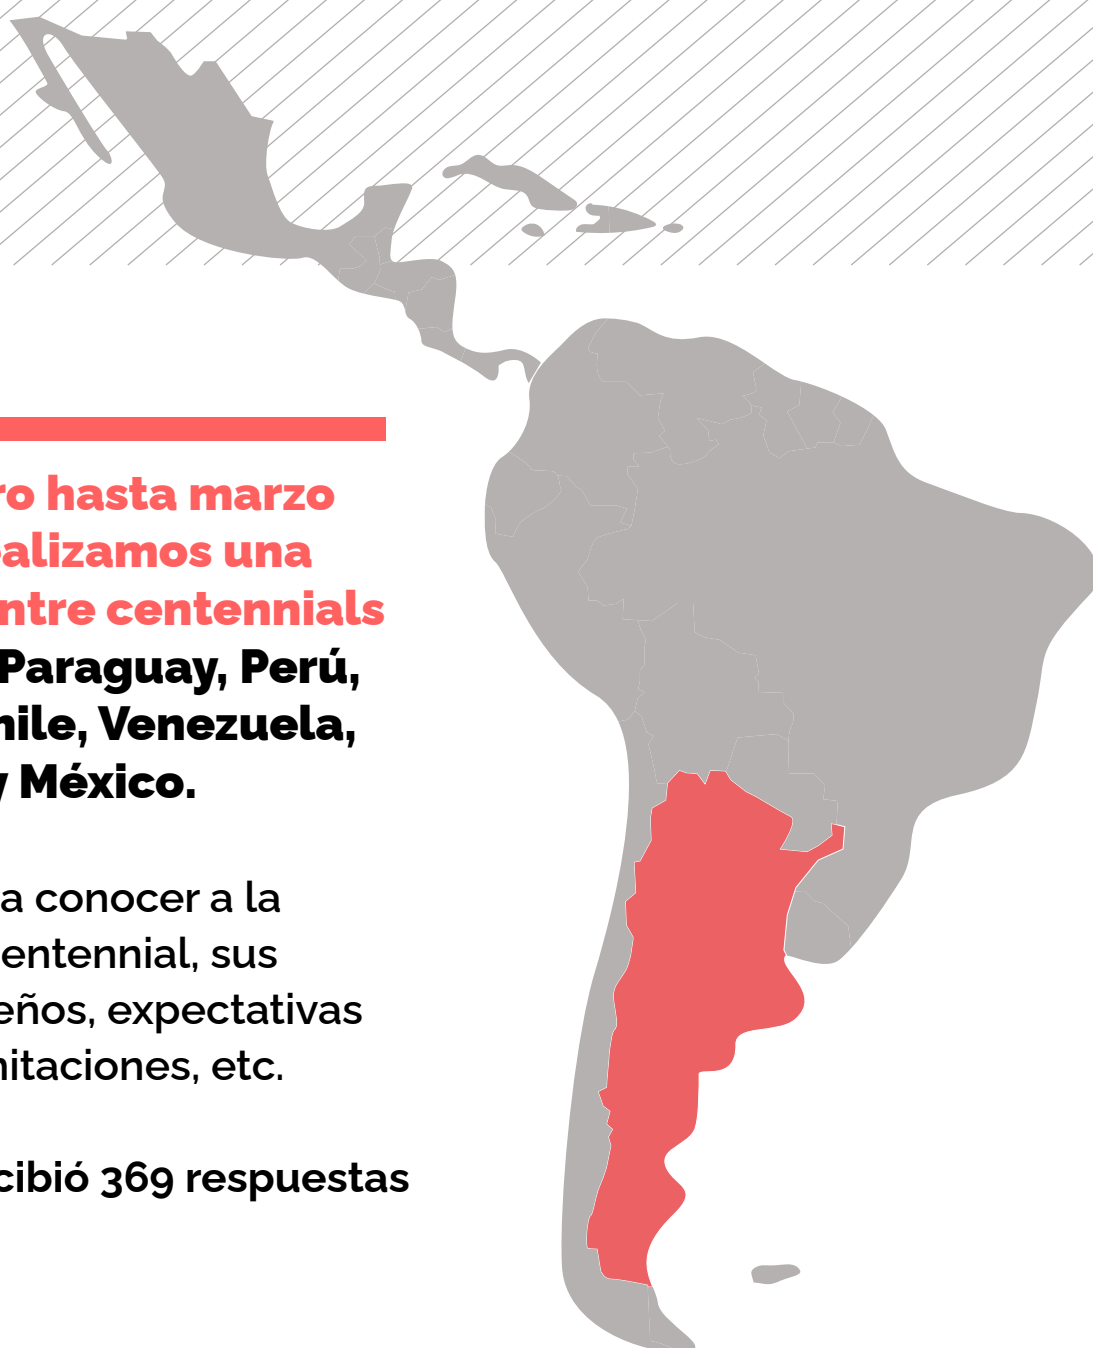 ro hasta marzo
alizamos una
ntre centennials
Paraguay, Perú,
hile, Venezuela,
y México.
a conocer a la
entennial, sus
eños, expectativas
nitaciones, etc.
cibió 369 respuestas